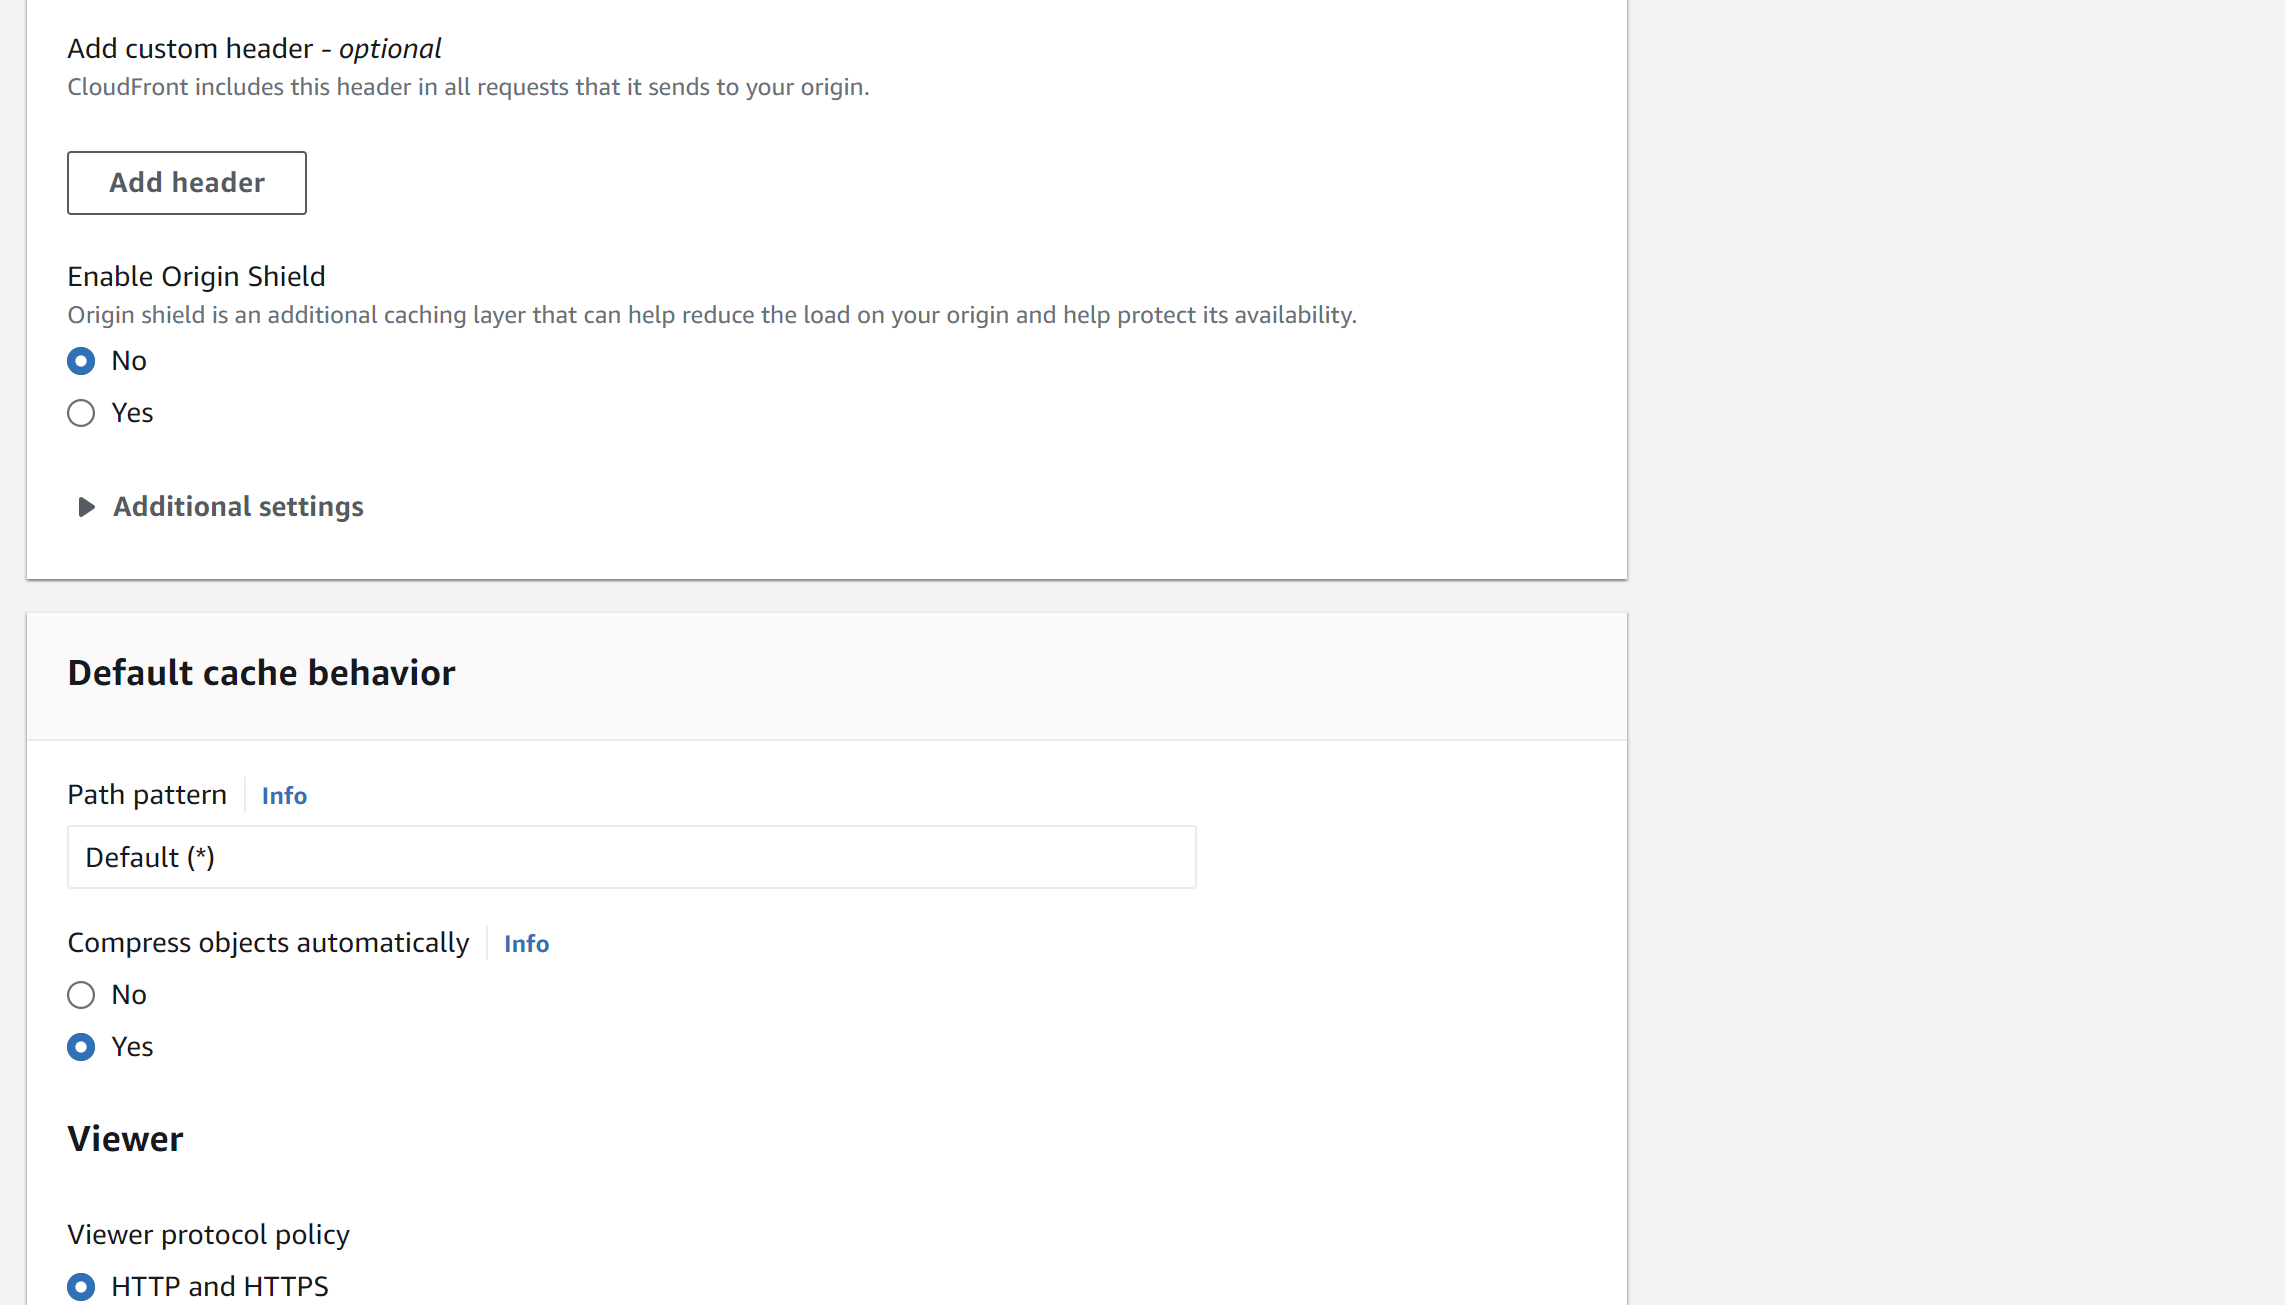 Add custom header - optional
CloudFront includes this header in all requests that it sends to your origin.
Add header
Enable Origin Shield
Origin shield is an additional caching layer that can help reduce the load on your origin and help protect its availability.
No
Yes
Additional settings
Default cache behavior
Path pattern Info
Default (*)
Compress objects automatically Info
No
Yes
Viewer
Viewer protocol policy
HTTP and HTTPS